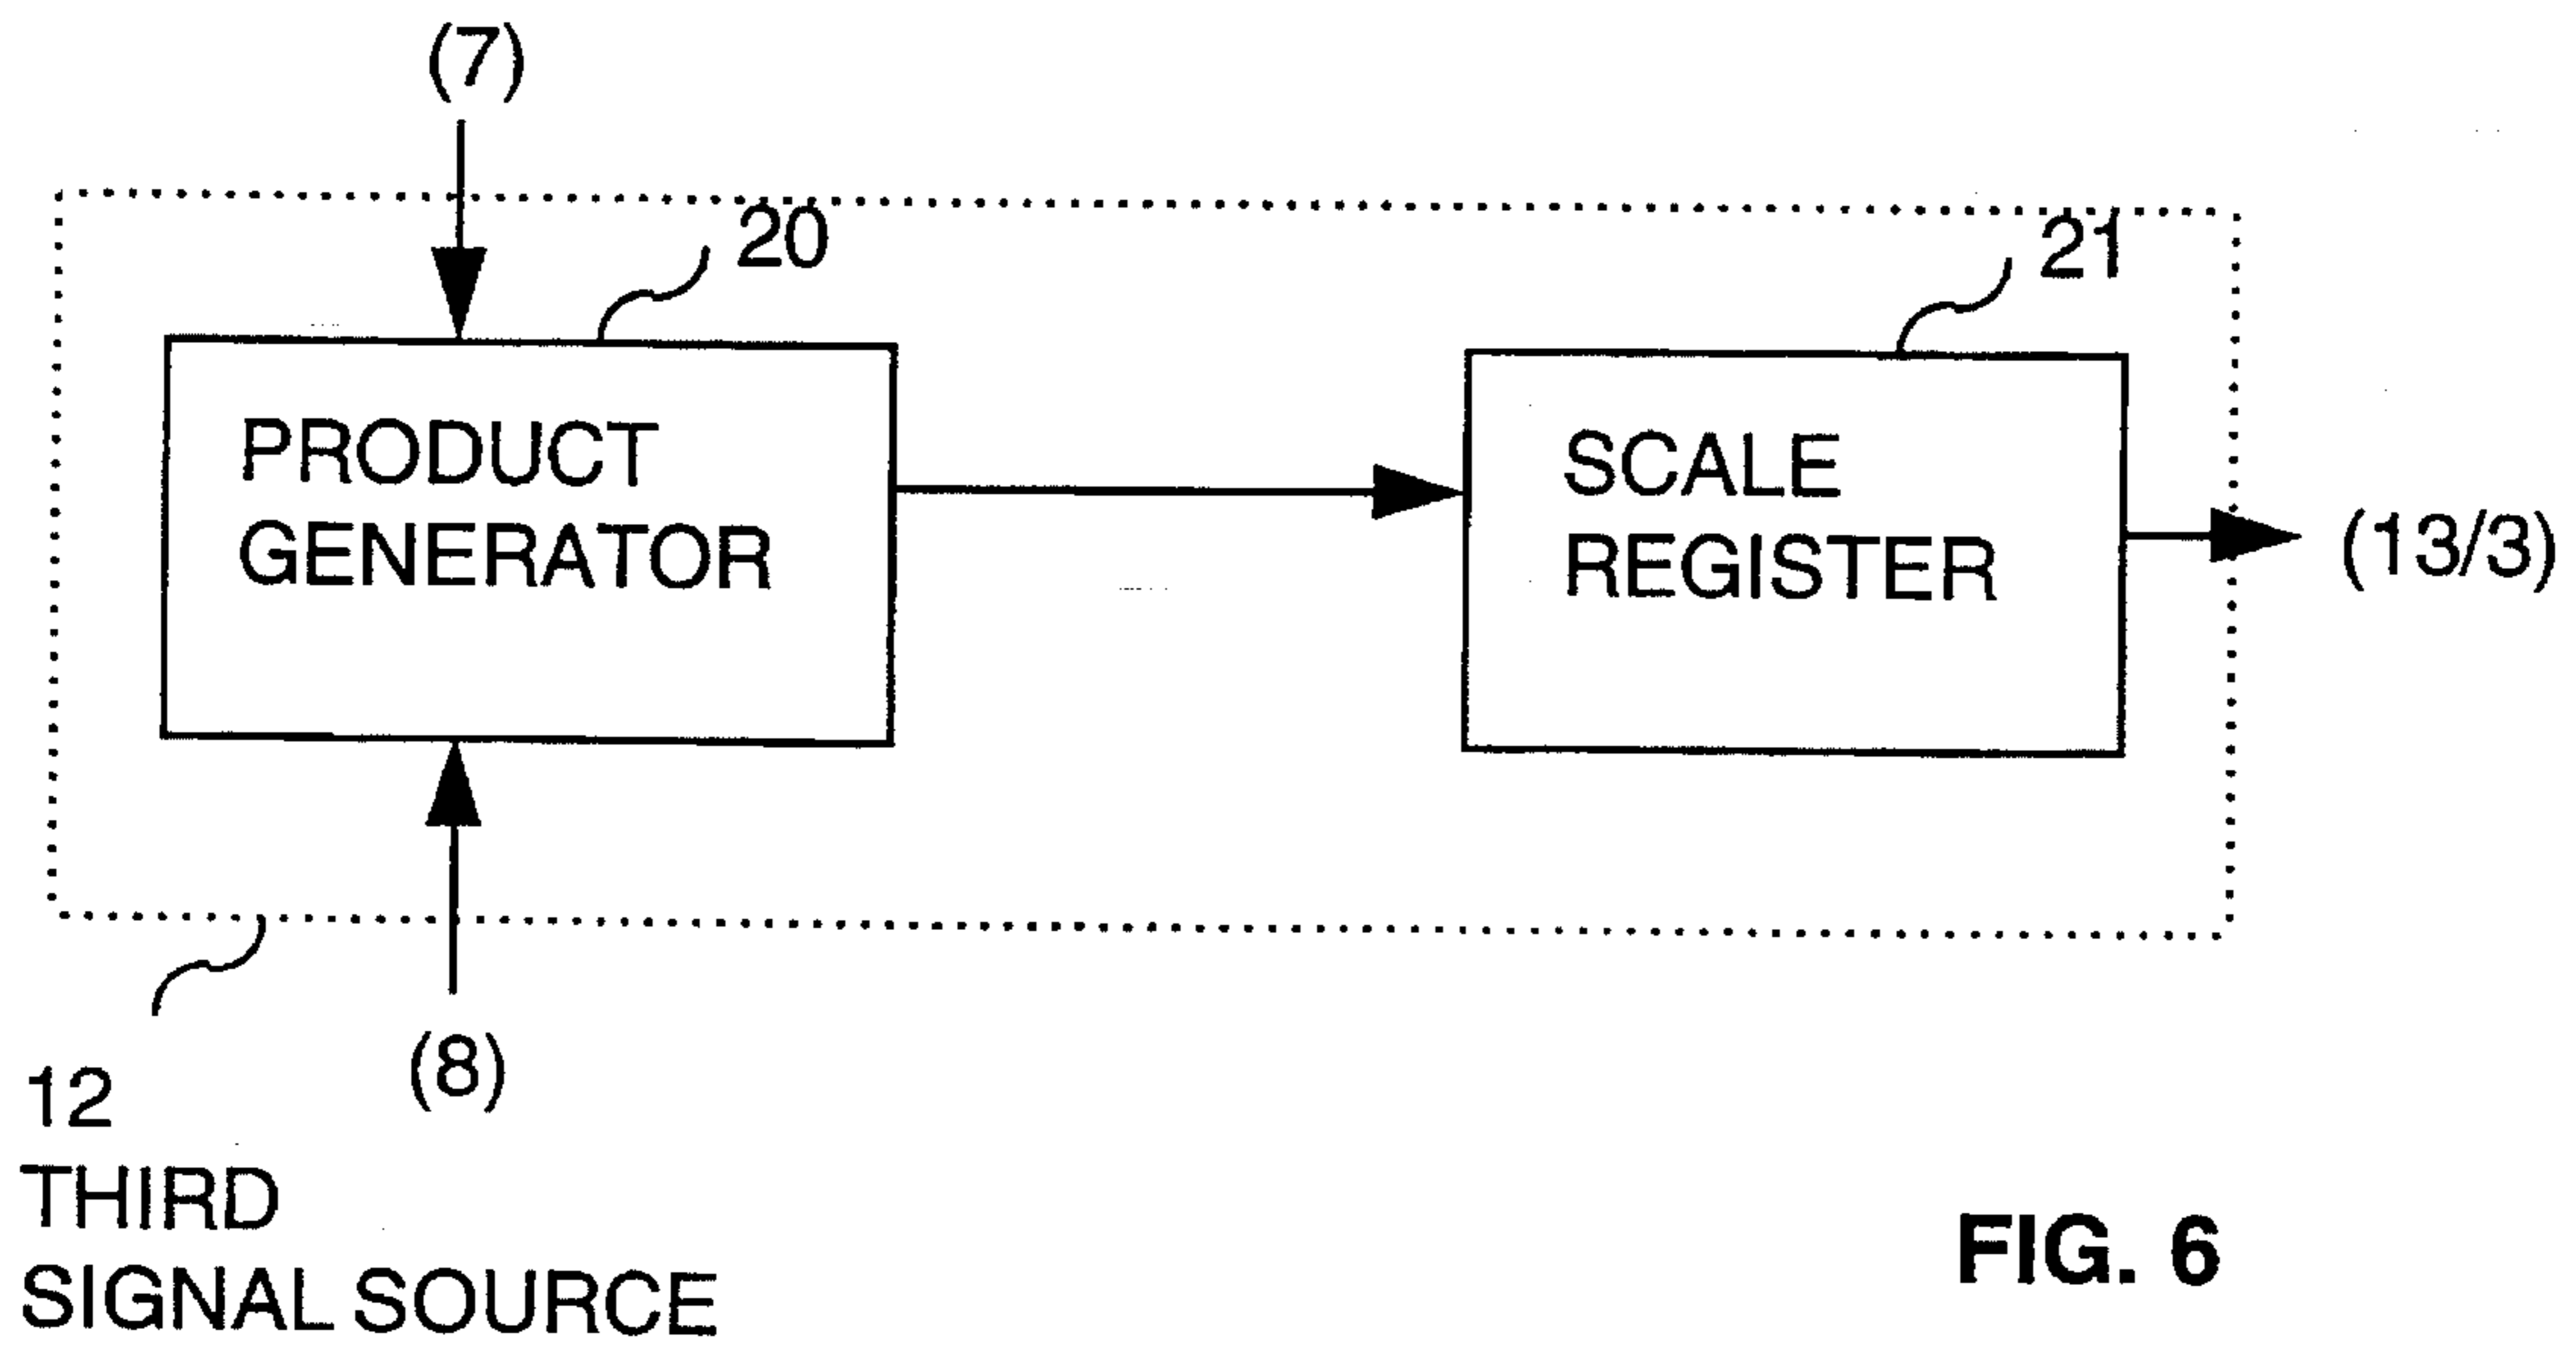 (7)
20
21
PRODUCT
GENERATOR
SCALE
REGISTER
(13/3)
(8)
12
THIRD
SIGNAL SOURCE
FIG. 6